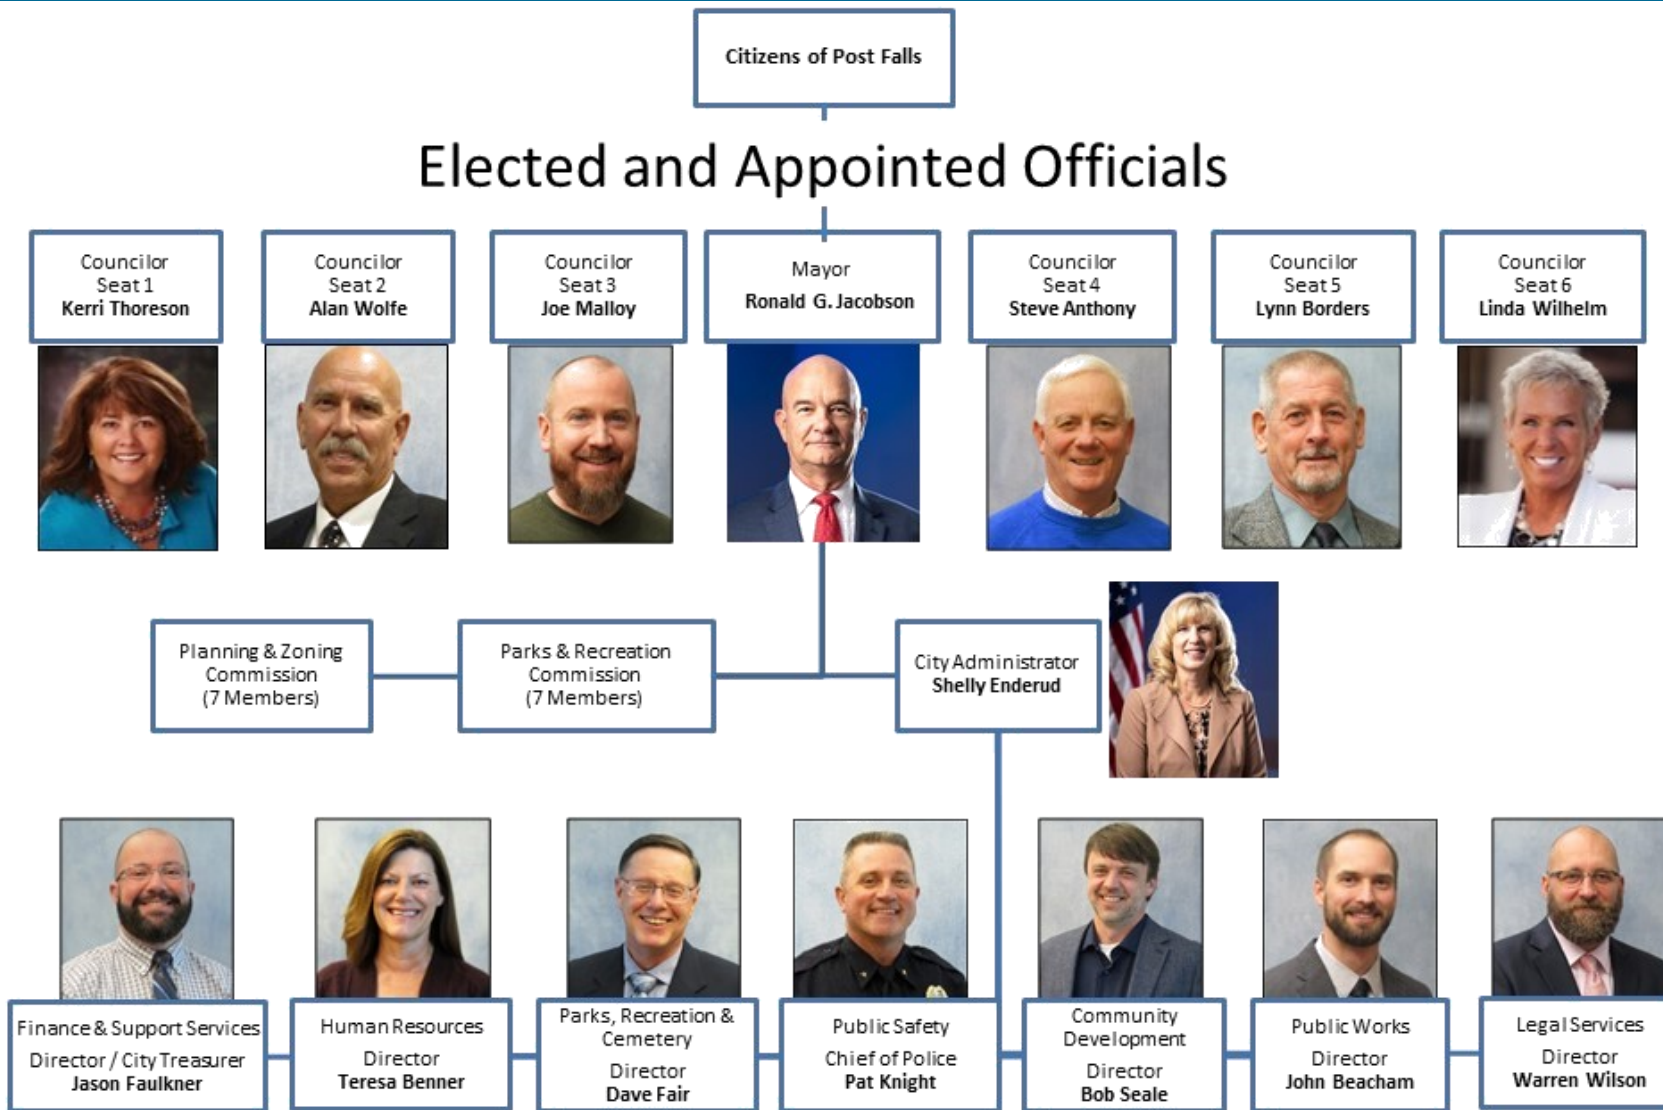 Citizens of Post Falls
Elected and Appointed Officials
Councilor
Seat 1
Kerri Thoreson
Councilor
Seat 2
Alan Wolfe
Councilor
Seat 3
Joe Malloy
Mayor
Ronald G. Jacobson
Councilor
Seat 4
Steve Anthony
Councilor
Seat 5
Lynn Borders
Councilor
Seat 6
Linda Wilhelm
Planning & Zoning
Commission
(7 Members)
Parks & Recreation
Commission
(7 Members)
City Administrator
Shelly Enderud
Finance & Support Services
Director / City Treasurer
Jason Faulkner
Human Resources
Director
Teresa Benner
Parks, Recreation &
Cemetery
Director
Dave Fair
Public Safety
Chief of Police
Pat Knight
Community
Development
Director
Bob Seale
Public Works
Director
John Beacham
Legal Services
Director
Warren Wilson